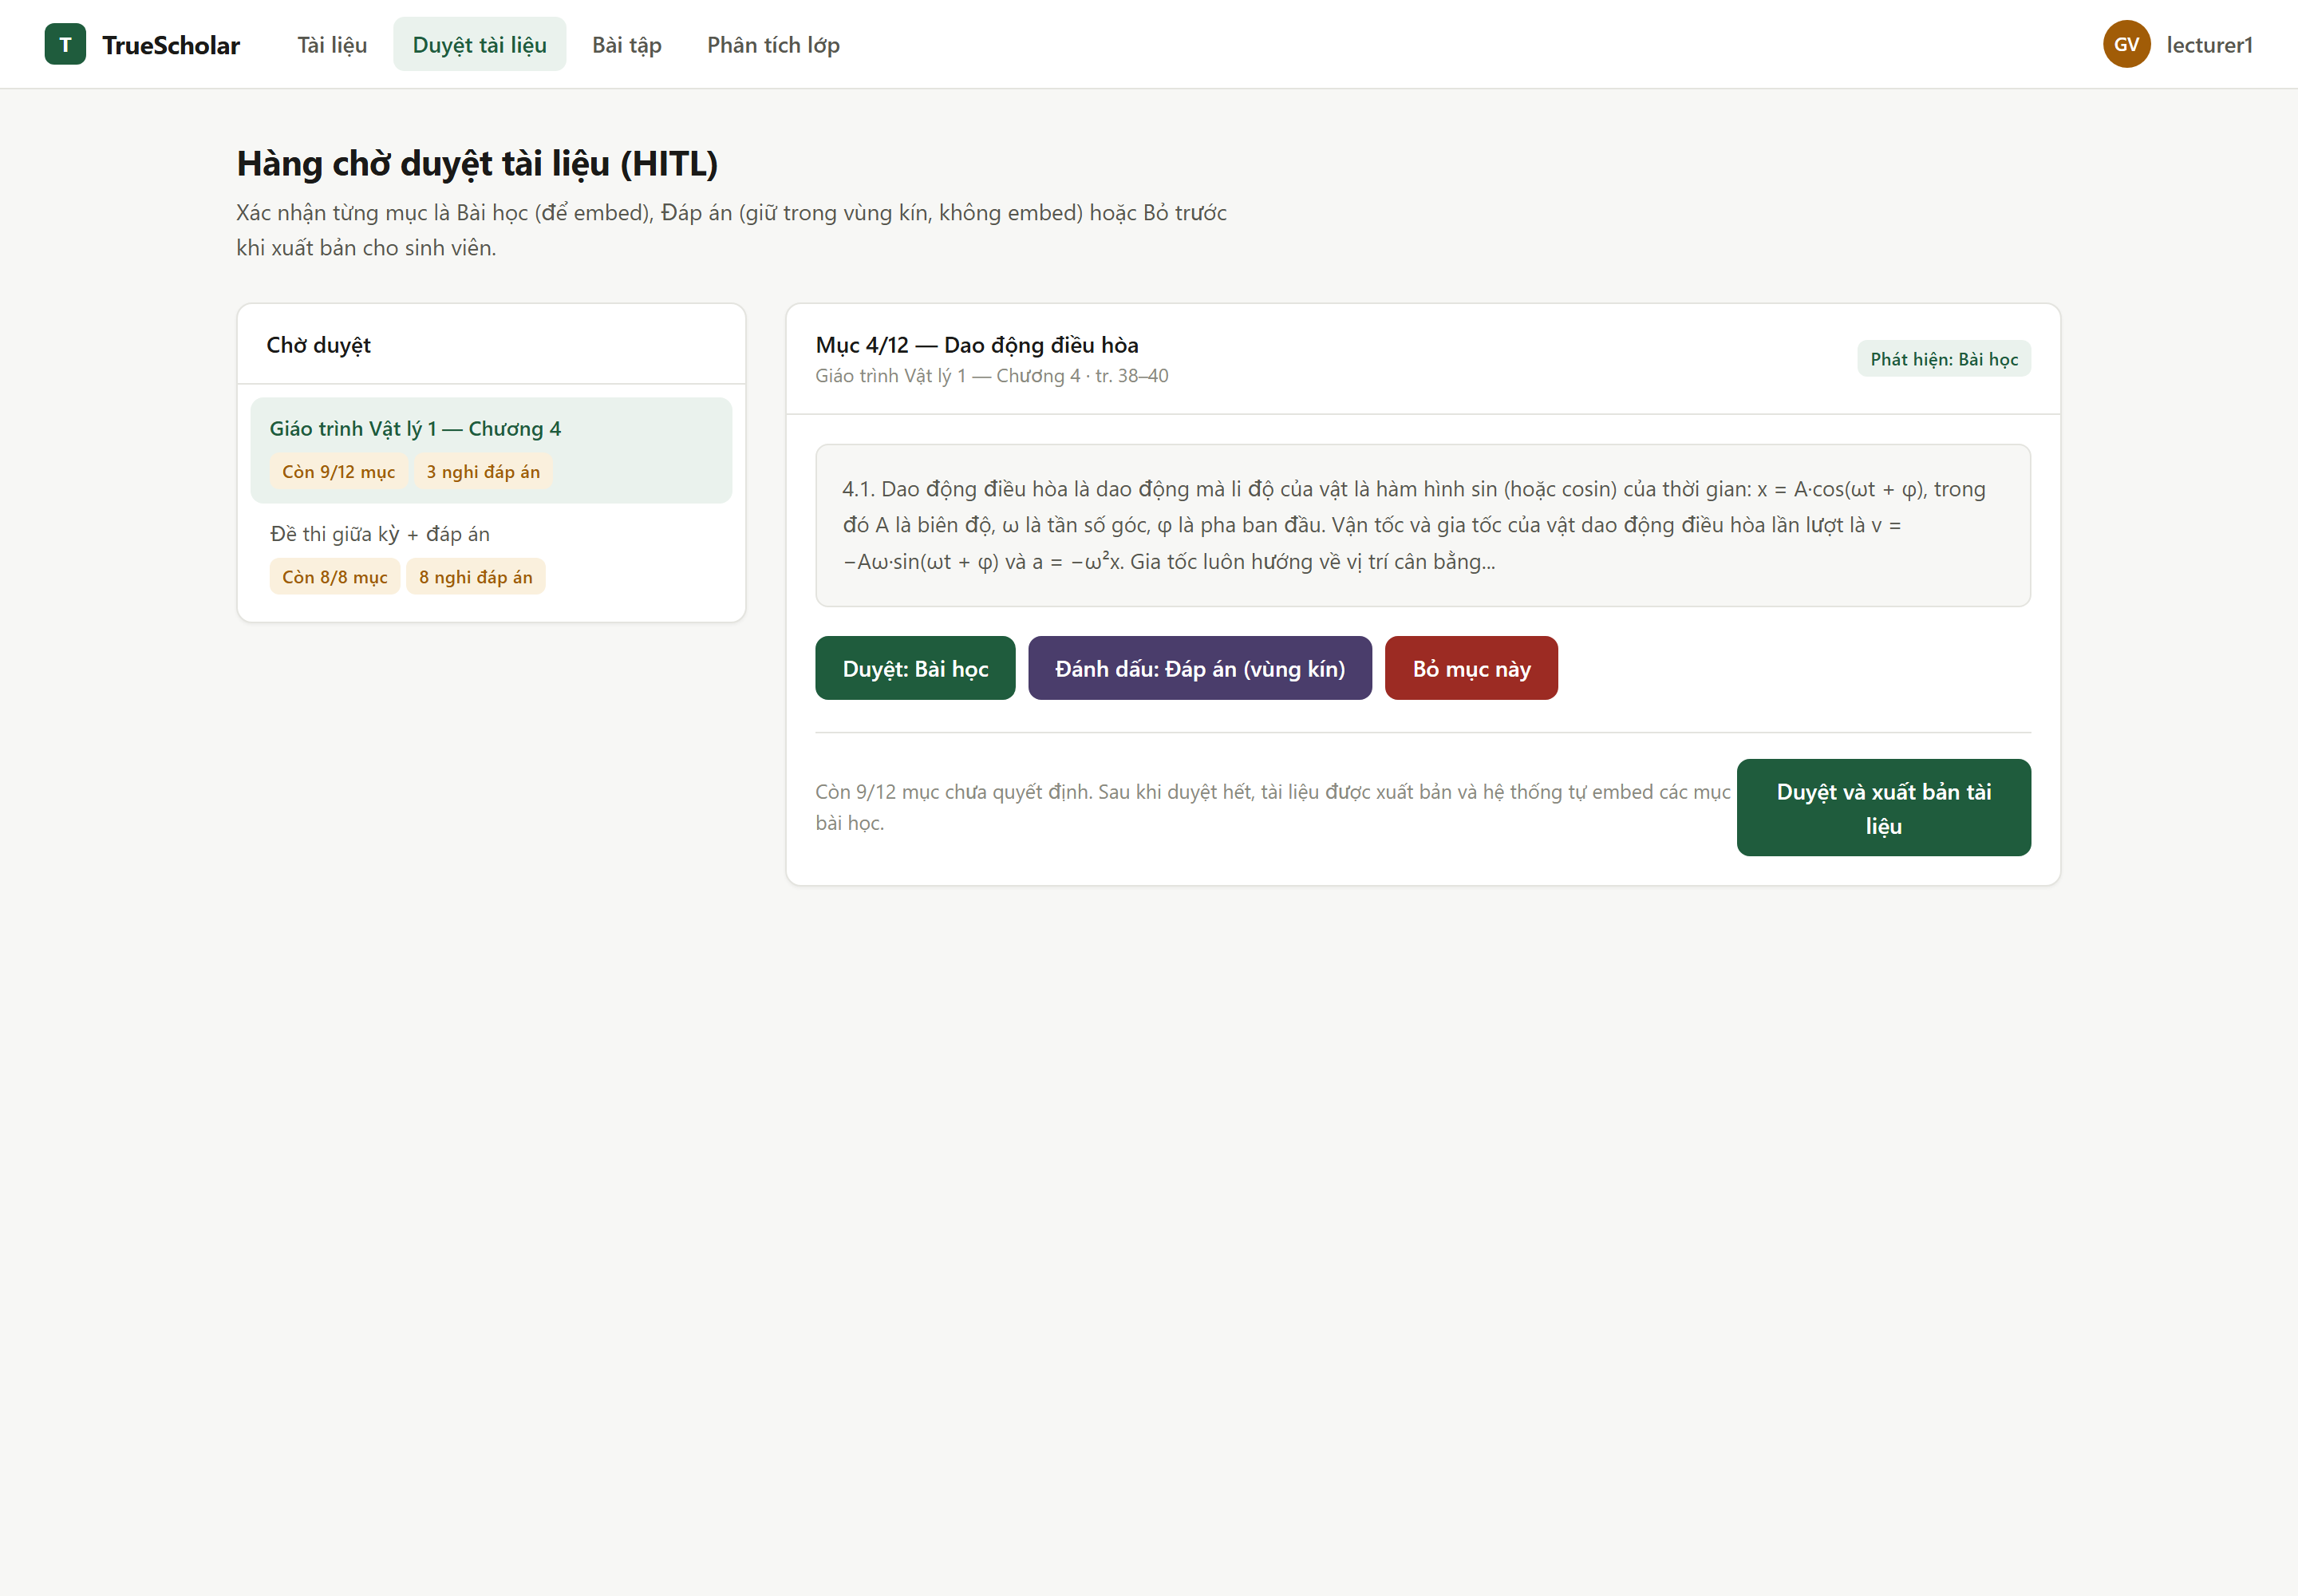 T TrueScholar Tài liệu Duyệt tài liệu Bài tập Phân tích lớp GV lecturer1
Hàng chờ duyệt tài liệu (HITL)
Xác nhận từng mục là Bài học (để embed), Đáp án (giữ trong vùng kín, không embed) hoặc Bỏ trước
khi xuất bản cho sinh viên.
Chờ duyệt
Giáo trình Vật lý 1 — Chương 4
Còn 9/12 mục 3 nghi đáp án
Đề thi giữa kỳ + đáp án
Còn 8/8 mục 8 nghi đáp án
Mục 4/12 — Dao động điều hòa
Giáo trình Vật lý 1 — Chương 4 · tr. 38–40
Phát hiện: Bài học
4.1. Dao động điều hòa là dao động mà li độ của vật là hàm hình sin (hoặc cosin) của thời gian: x = A·cos(ωt + φ), trong
đó A là biên độ, ω là tần số góc, φ là pha ban đầu. Vận tốc và gia tốc của vật dao động điều hòa lần lượt là v =
−Aω·sin(ωt + φ) và a = −ω²x. Gia tốc luôn hướng về vị trí cân bằng...
Duyệt: Bài học Đánh dấu: Đáp án (vùng kín) Bỏ mục này
Còn 9/12 mục chưa quyết định. Sau khi duyệt hết, tài liệu được xuất bản và hệ thống tự embed các mục
bài học.
Duyệt và xuất bản tài
liệu